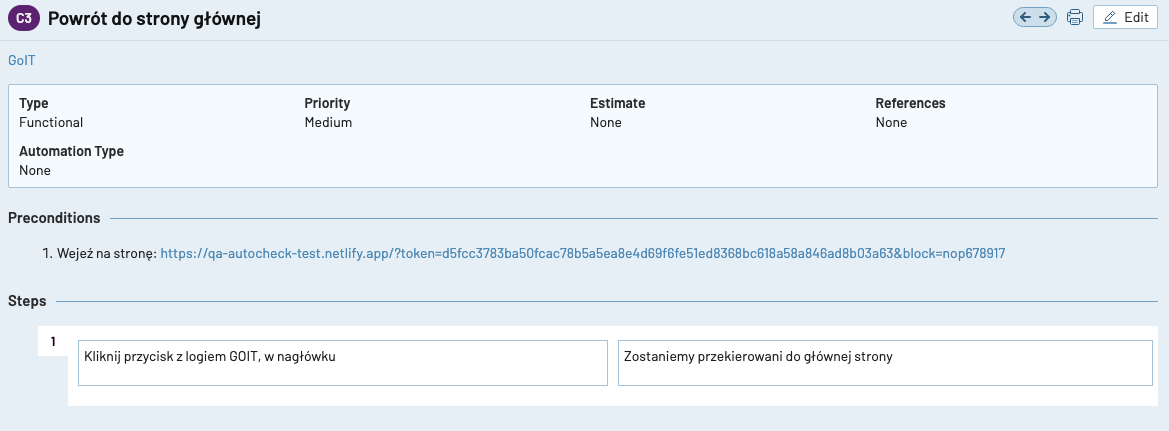 C3 Powrót do strony głównej
Edit
GoIT
Type Priority Estimate References
Functional Medium None None
Automation Type
None
Preconditions
1. Wejeź na stronę: https://qa-autocheck-test.netlify.app/?token=d5fcc3783ba50fcac78b5a5ea8e4d69f6fe51ed8368bc618a58a846ad8b03a63&block=nop678917
Steps
1
Kliknij przycisk z logiem GOIT, w nagłówku
Zostaniemy przekierowani do głównej strony